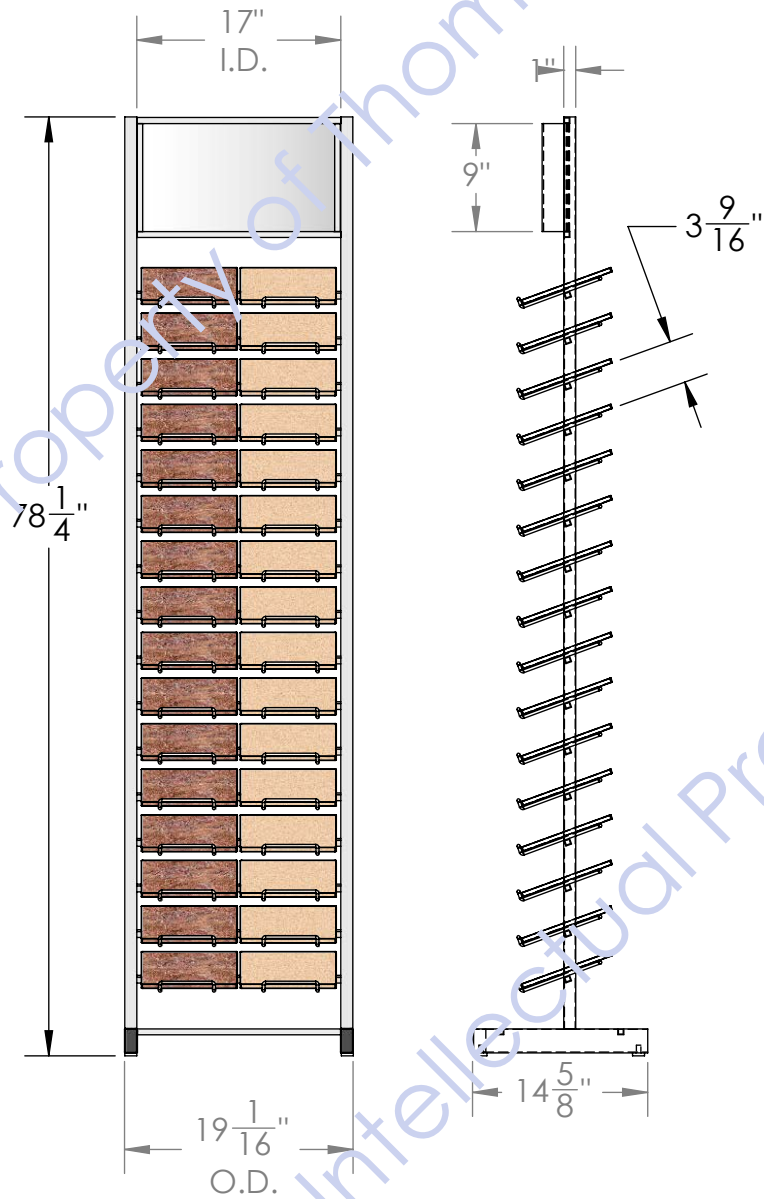 17"
I.D.
1"
9"
3 9/16"
78 1/4"
14 5/8"
19 1/16"
O.D.
Property of Thom
Intellectual Pro